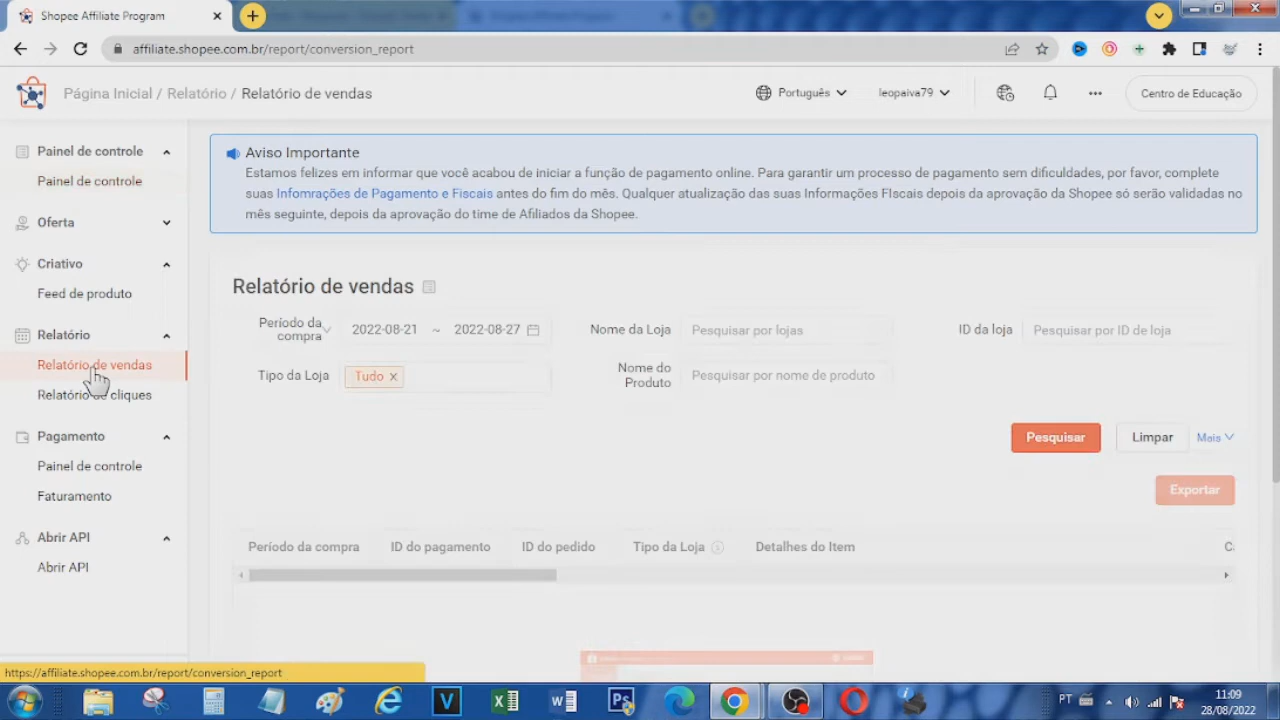 Shopee Affiliate Program
affiliate.shopee.com.br/report/conversion_report
Página Inicial / Relatório / Relatório de vendas
Português
leopaiva79
Centro de Educação
Painel de controle
Painel de controle
Oferta
Criativo
Feed de produto
Relatório
Relatório de vendas
Relatório de cliques
Pagamento
Painel de controle
Faturamento
Abrir API
Abrir API
Aviso Importante
Estamos felizes em informar que você acabou de iniciar a função de pagamento online. Para garantir um processo de pagamento sem dificuldades, por favor, complete
suas Infomrações de Pagamento e Fiscais antes do fim do mês. Qualquer atualização das suas Informações FIscais depois da aprovação da Shopee só serão validadas no
mês seguinte, depois da aprovação do time de Afiliados da Shopee.
Relatório de vendas
Período da compra
2022-08-21 ~ 2022-08-27
Nome da Loja
Pesquisar por lojas
ID da loja
Pesquisar por ID de loja
Tipo da Loja
Tudo ×
Nome do Produto
Pesquisar por nome de produto
Pesquisar
Limpar
Mais
Exportar
Período da compra
ID do pagamento
ID do pedido
Tipo da Loja
Detalhes do Item
https://affiliate.shopee.com.br/report/conversion_report
PT
11:09
28/08/2022